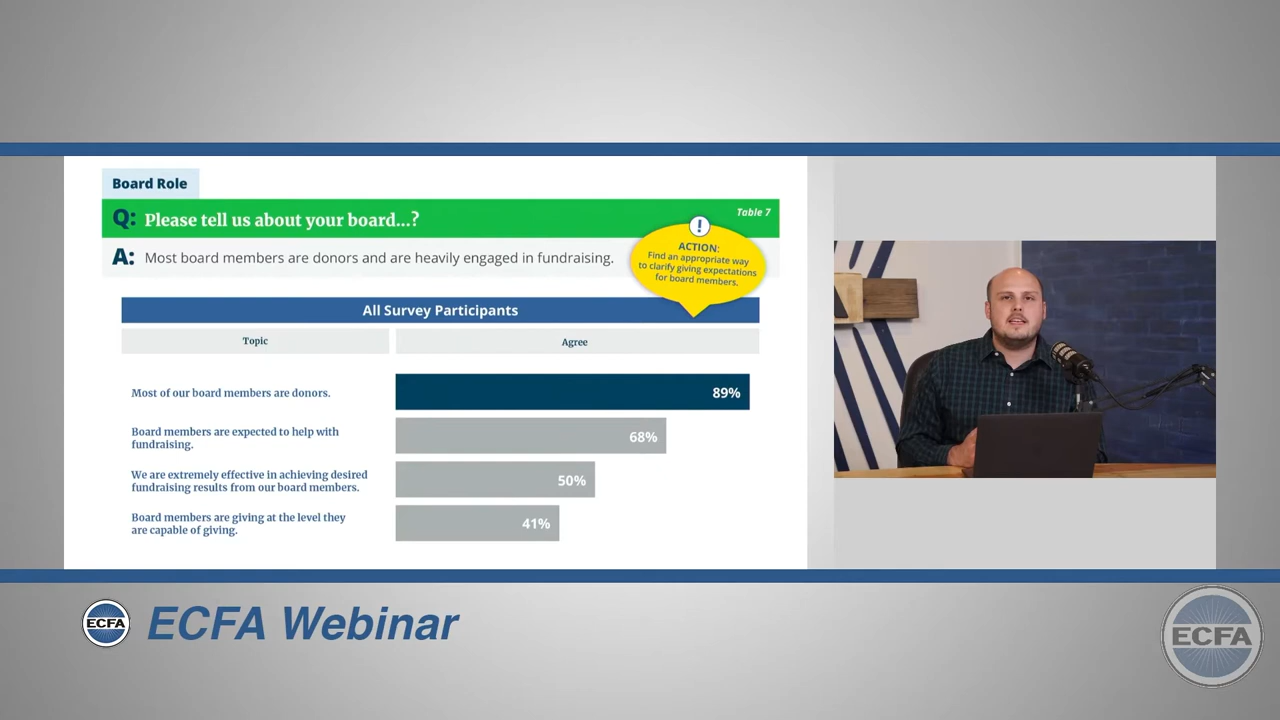 Board Role
Q: Please tell us about your board...?
Table 7
A: Most board members are donors and are heavily engaged in fundraising.
!
ACTION:
Find an appropriate way
to clarify giving expectations
for board members.
All Survey Participants
Topic
Agree
Most of our board members are donors.
89%
Board members are expected to help with
fundraising.
68%
We are extremely effective in achieving desired
fundraising results from our board members.
50%
Board members are giving at the level they
are capable of giving.
41%
ECFA
ECFA Webinar
ECFA